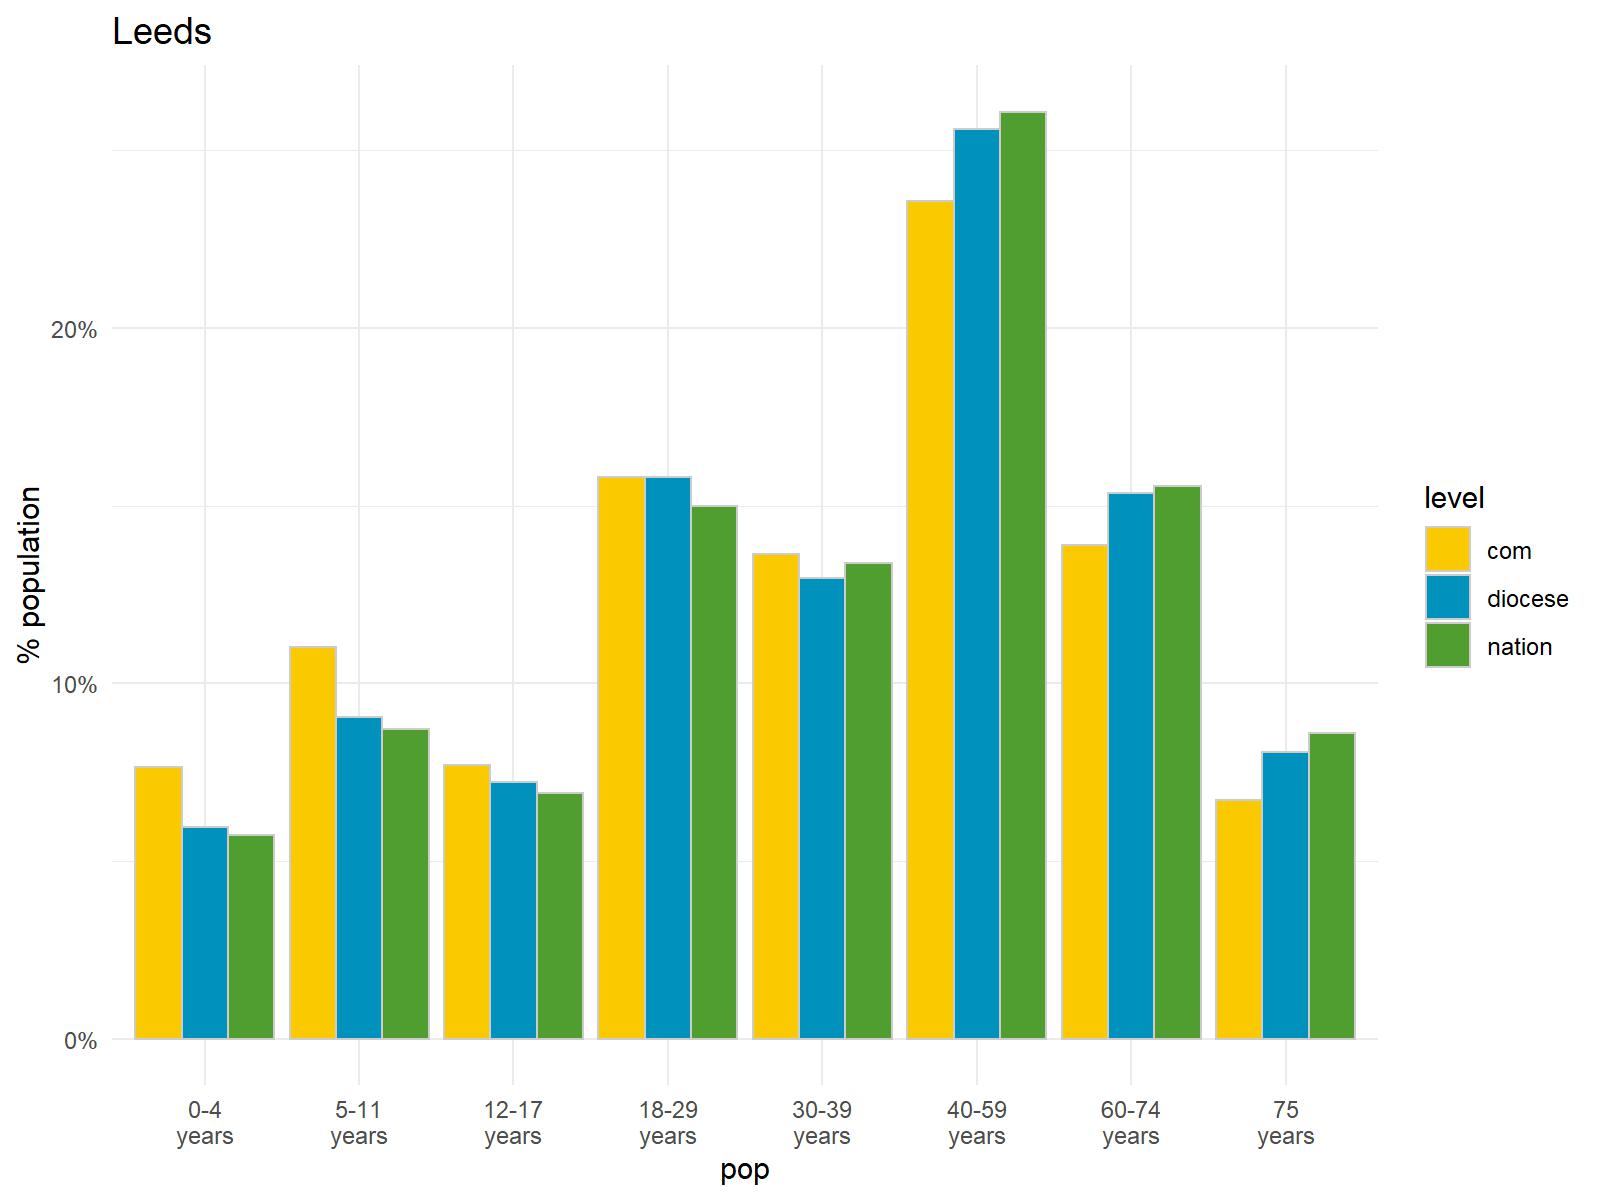 Leeds
% population
20%
10%
0%
0-4
years
5-11
years
12-17
years
18-29
years
30-39
years
40-59
years
60-74
years
75
years
pop
level
com
diocese
nation